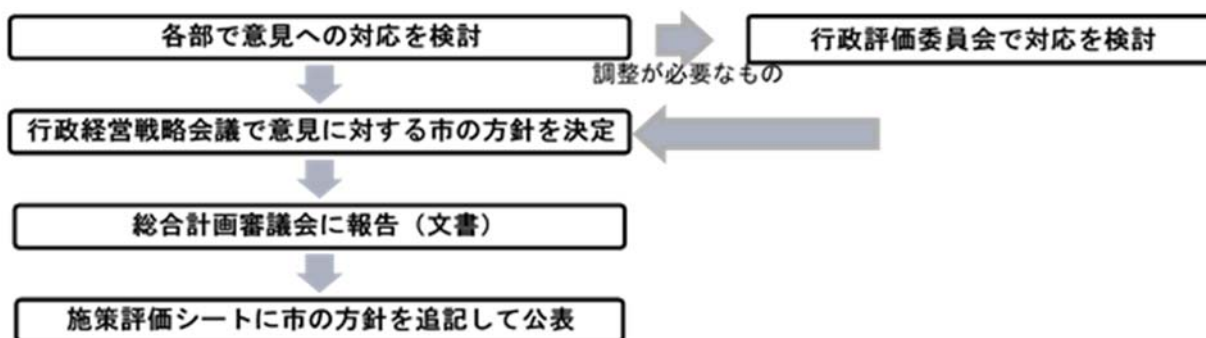 各部で意見への対応を検討
行政評価委員会で対応を検討
調整が必要なもの
行政経営戦略会議で意見に対する市の方針を決定
総合計画審議会に報告（文書）
施策評価シートに市の方針を追記して公表